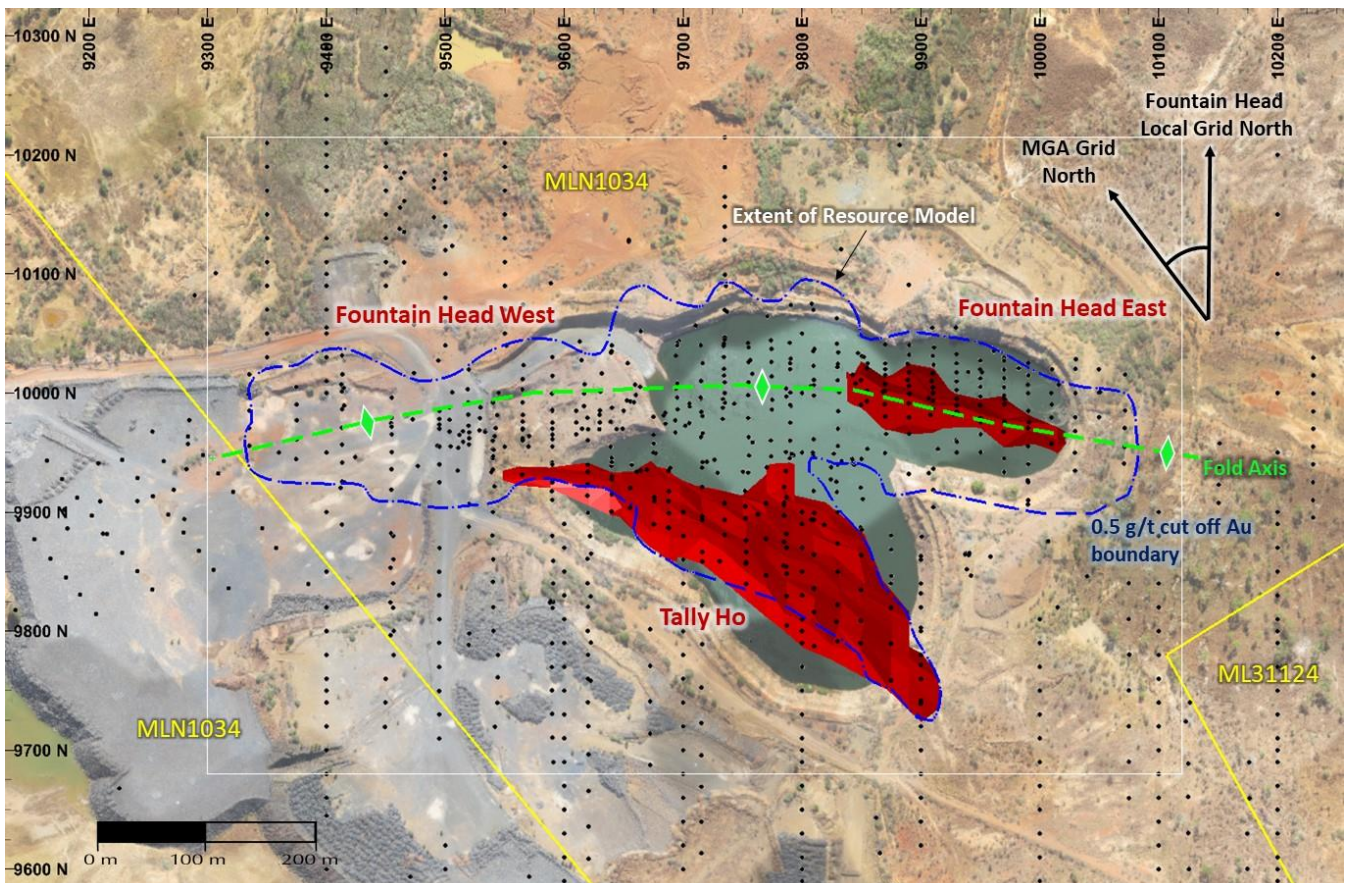 9200 E
9300 E
9400 E
9500 E
9600 E
9700 E
9800 E
9900 E
10000 E
10100 E
10200 E
10300 N
10200 N
10100 N
10000 N
9900 N
9800 N
9700 N
9600 N
Fountain Head
Local Grid North
MGA Grid
North
MLN1034
Extent of Resource Model
Fountain Head West
Fountain Head East
Fold Axis
0.5 g/t cut off Au
boundary
Tally Ho
ML31124
MLN1034
0 m
100 m
200 m